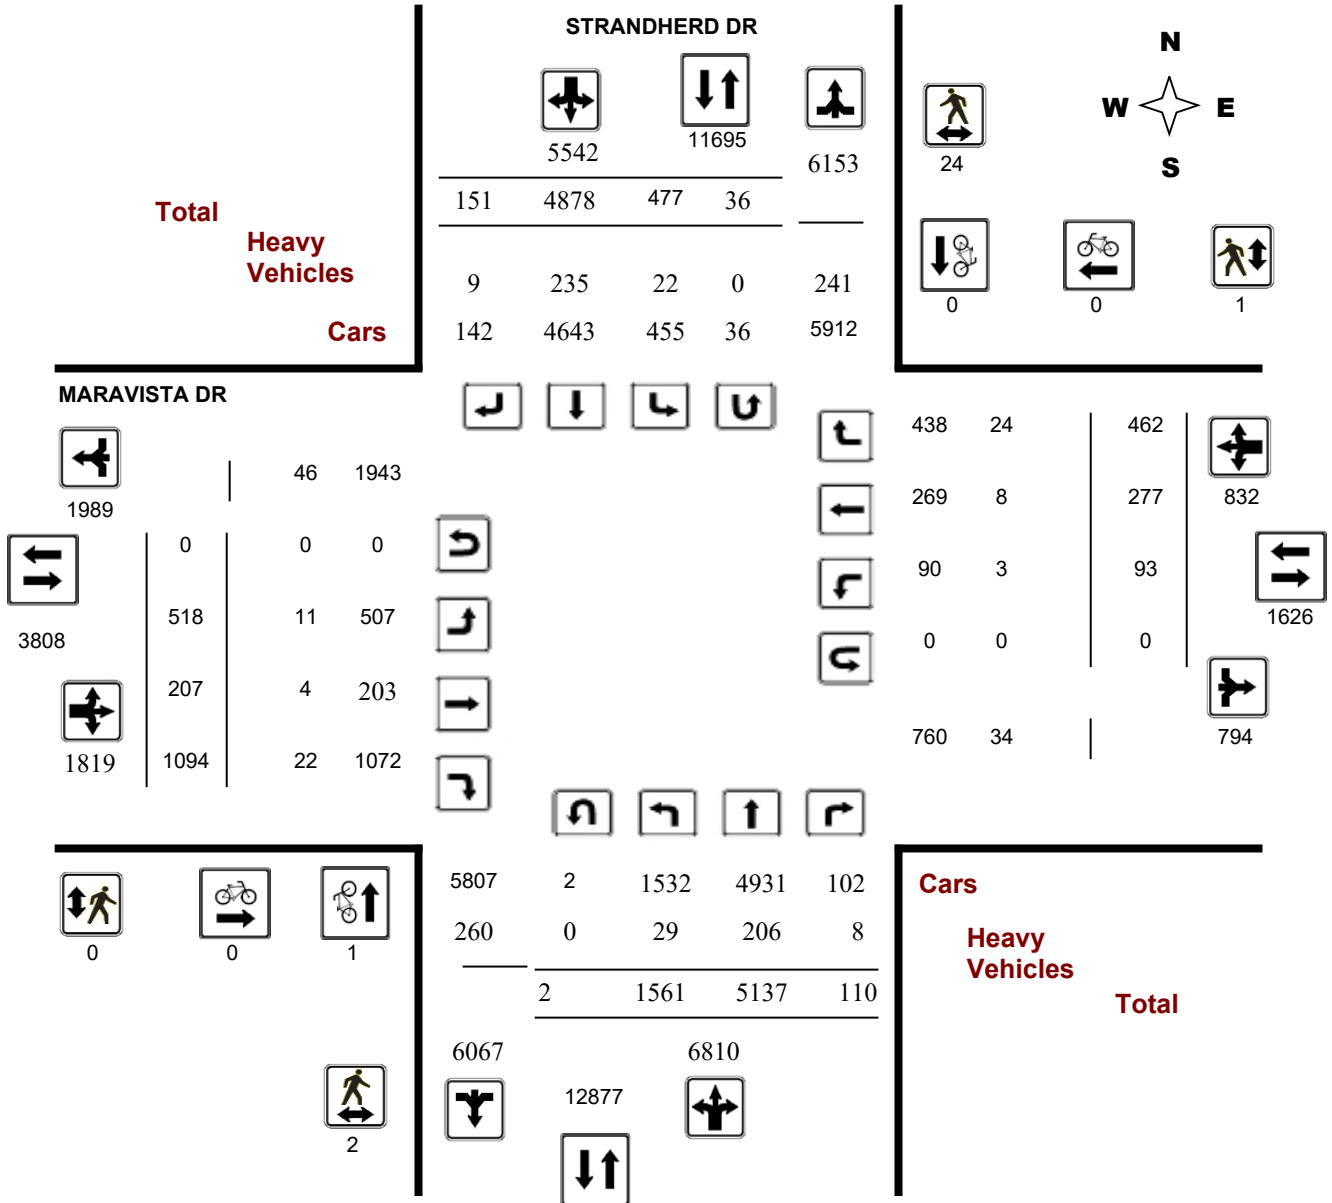 STRANDHERD DR
N
W E
S
5542 11695 6153 24
151 4878 477 36
Total
Heavy
Vehicles
9 235 22 0 241
0 0 1
Cars
142 4643 455 36 5912
MARAVISTA DR
438 24 462
46 1943
1989
269 8 277 832
0 0 0
90 3 93
518 11 507
1626
3808
0 0 0
207 4 203
760 34 794
1819 1094 22 1072
5807 2 1532 4931 102
Cars
260 0 29 206 8
Heavy
Vehicles
0 0 1
2 1561 5137 110
Total
6067 6810
12877
2